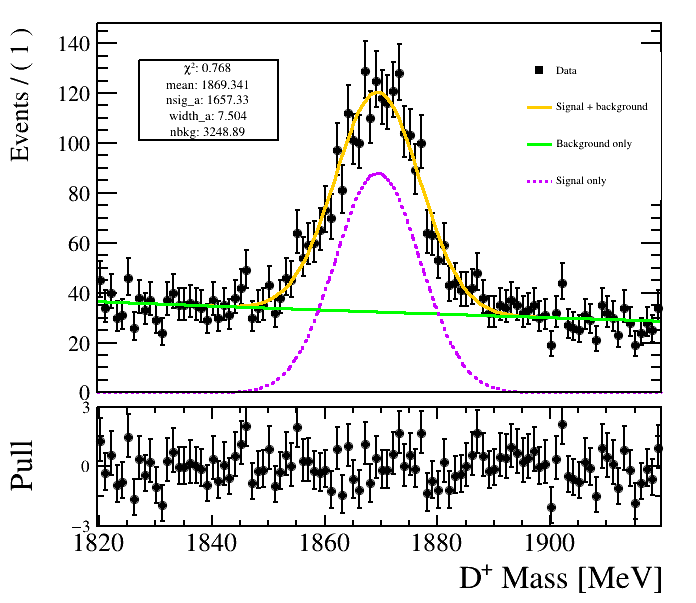 Events / ( 1 )
140
120
100
80
60
40
20
0
χ²: 0.768
mean: 1869.341
nsig_a: 1657.33
width_a: 7.504
nbkg: 3248.89
Data
Signal + background
Background only
Signal only
Pull
3
0
−3
1820 1840 1860 1880 1900
D⁺ Mass [MeV]